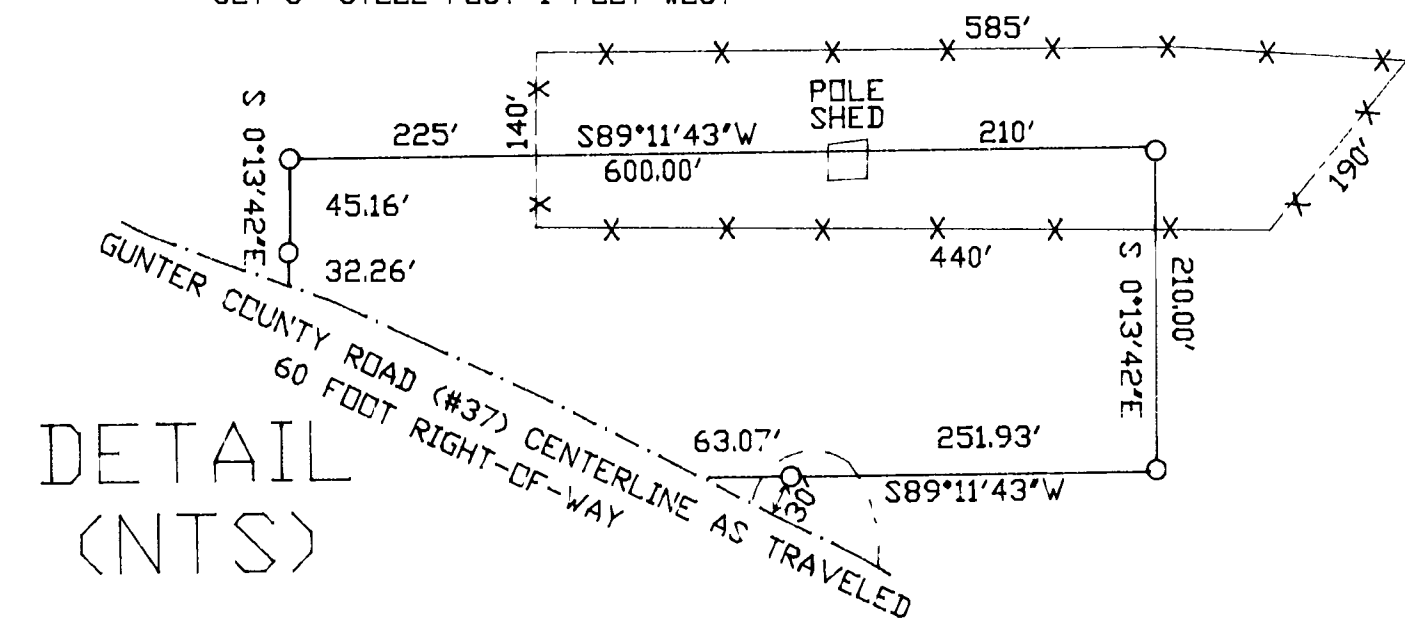 585'
POLE
SHED
S 0°13'42"E
225'
140'
S89°11'43"W
600.00'
210'
190'
45.16'
32.26'
440'
S 0°13'42"E
210.00'
GUNTER COUNTY ROAD (#37) CENTERLINE AS TRAVELED
60 FOOT RIGHT-OF-WAY
63.07'
251.93'
S89°11'43"W
30'
DETAIL
(NTS)